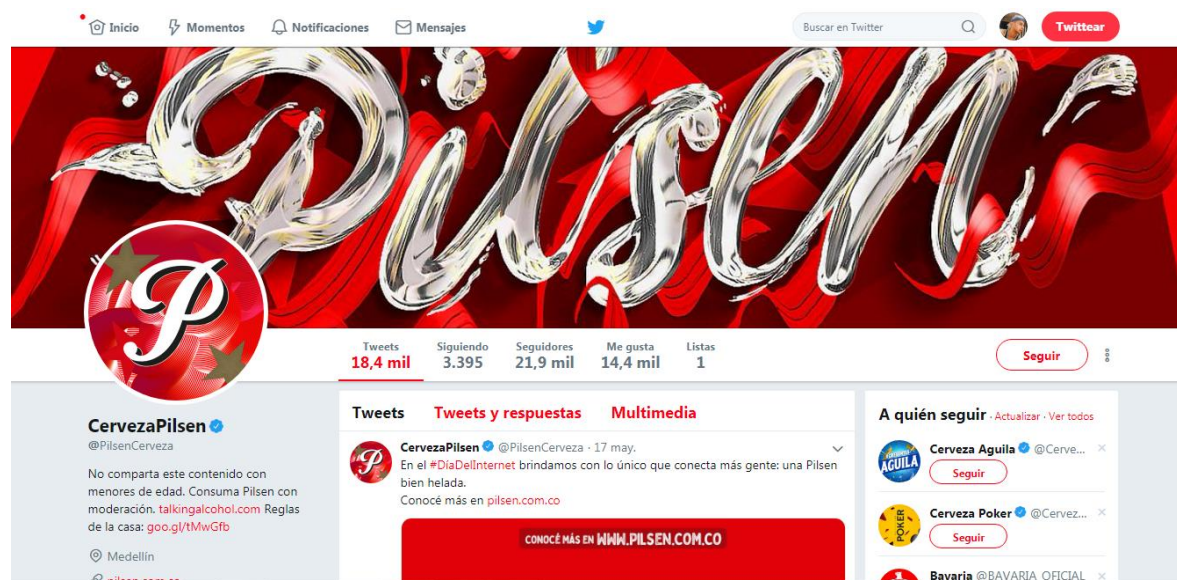 Inicio
Momentos
Notificaciones
Mensajes
Buscar en Twitter
Twittear
Pilsen
P
Tweets
18,4 mil
Siguiendo
3.395
Seguidores
21,9 mil
Me gusta
14,4 mil
Listas
1
Seguir
CervezaPilsen
@PilsenCerveza
No comparta este contenido con
menores de edad. Consuma Pilsen con
moderación. talkingalcohol.com Reglas
de la casa: goo.gl/tMwGfb
Medellín
pilsen.com.co
Tweets
Tweets y respuestas
Multimedia
P
CervezaPilsen @PilsenCerveza · 17 may.
En el #DíaDelInternet brindamos con lo único que conecta más gente: una Pilsen
bien helada.
Conocé más en pilsen.com.co
CONOCÉ MÁS EN WWW.PILSEN.COM.CO
A quién seguir · Actualizar · Ver todos
AGUILA
Cerveza Aguila @Cerve...
Seguir
POKER
Cerveza Poker @Cervez...
Seguir
Bavaria @BAVARIA_OFICIAL